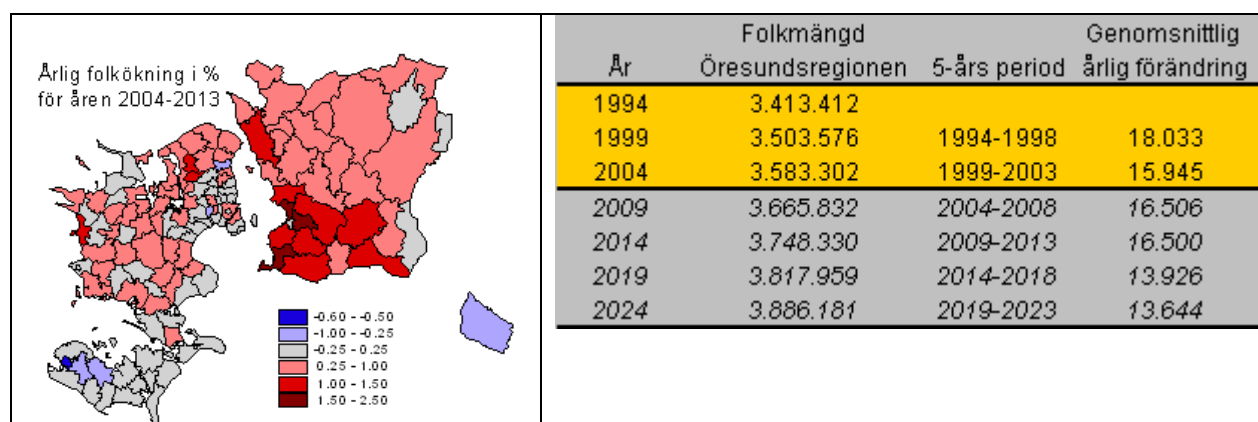 Årlig folkökning i %
för åren 2004-2013
-0.60 - -0.50
-1.00 - -0.25
-0.25 - 0.25
0.25 - 1.00
1.00 - 1.50
1.50 - 2.50
Folkmängd Genomsnittlig
År Öresundsregionen 5-års period årlig förändring
1994 3.413.412
1999 3.503.576 1994-1998 18.033
2004 3.583.302 1999-2003 15.945
2009 3.665.832 2004-2008 16.506
2014 3.748.330 2009-2013 16.500
2019 3.817.959 2014-2018 13.926
2024 3.886.181 2019-2023 13.644